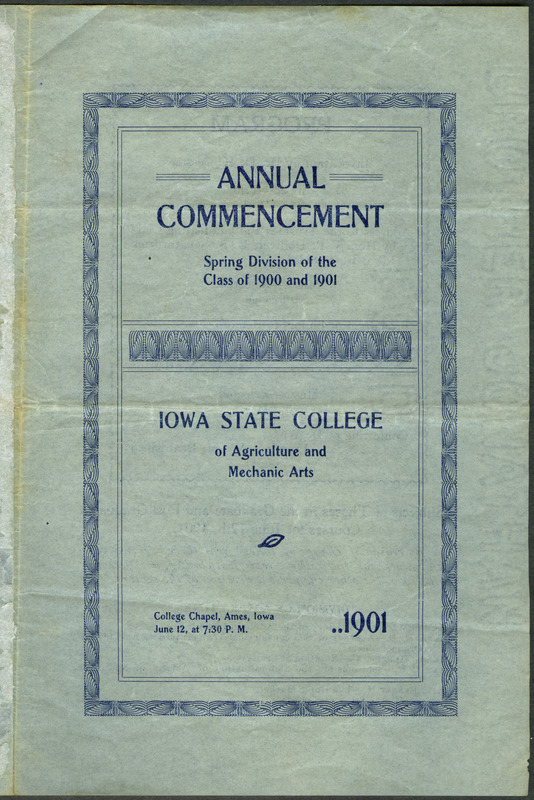 PROGRAM
ANNUAL
COMMENCEMENT
Spring Division of the
Class of 1900 and 1901
IOWA STATE COLLEGE
of Agriculture and
Mechanic Arts
College Chapel, Ames, Iowa
June 12, at 7:30 P. M.
..1901